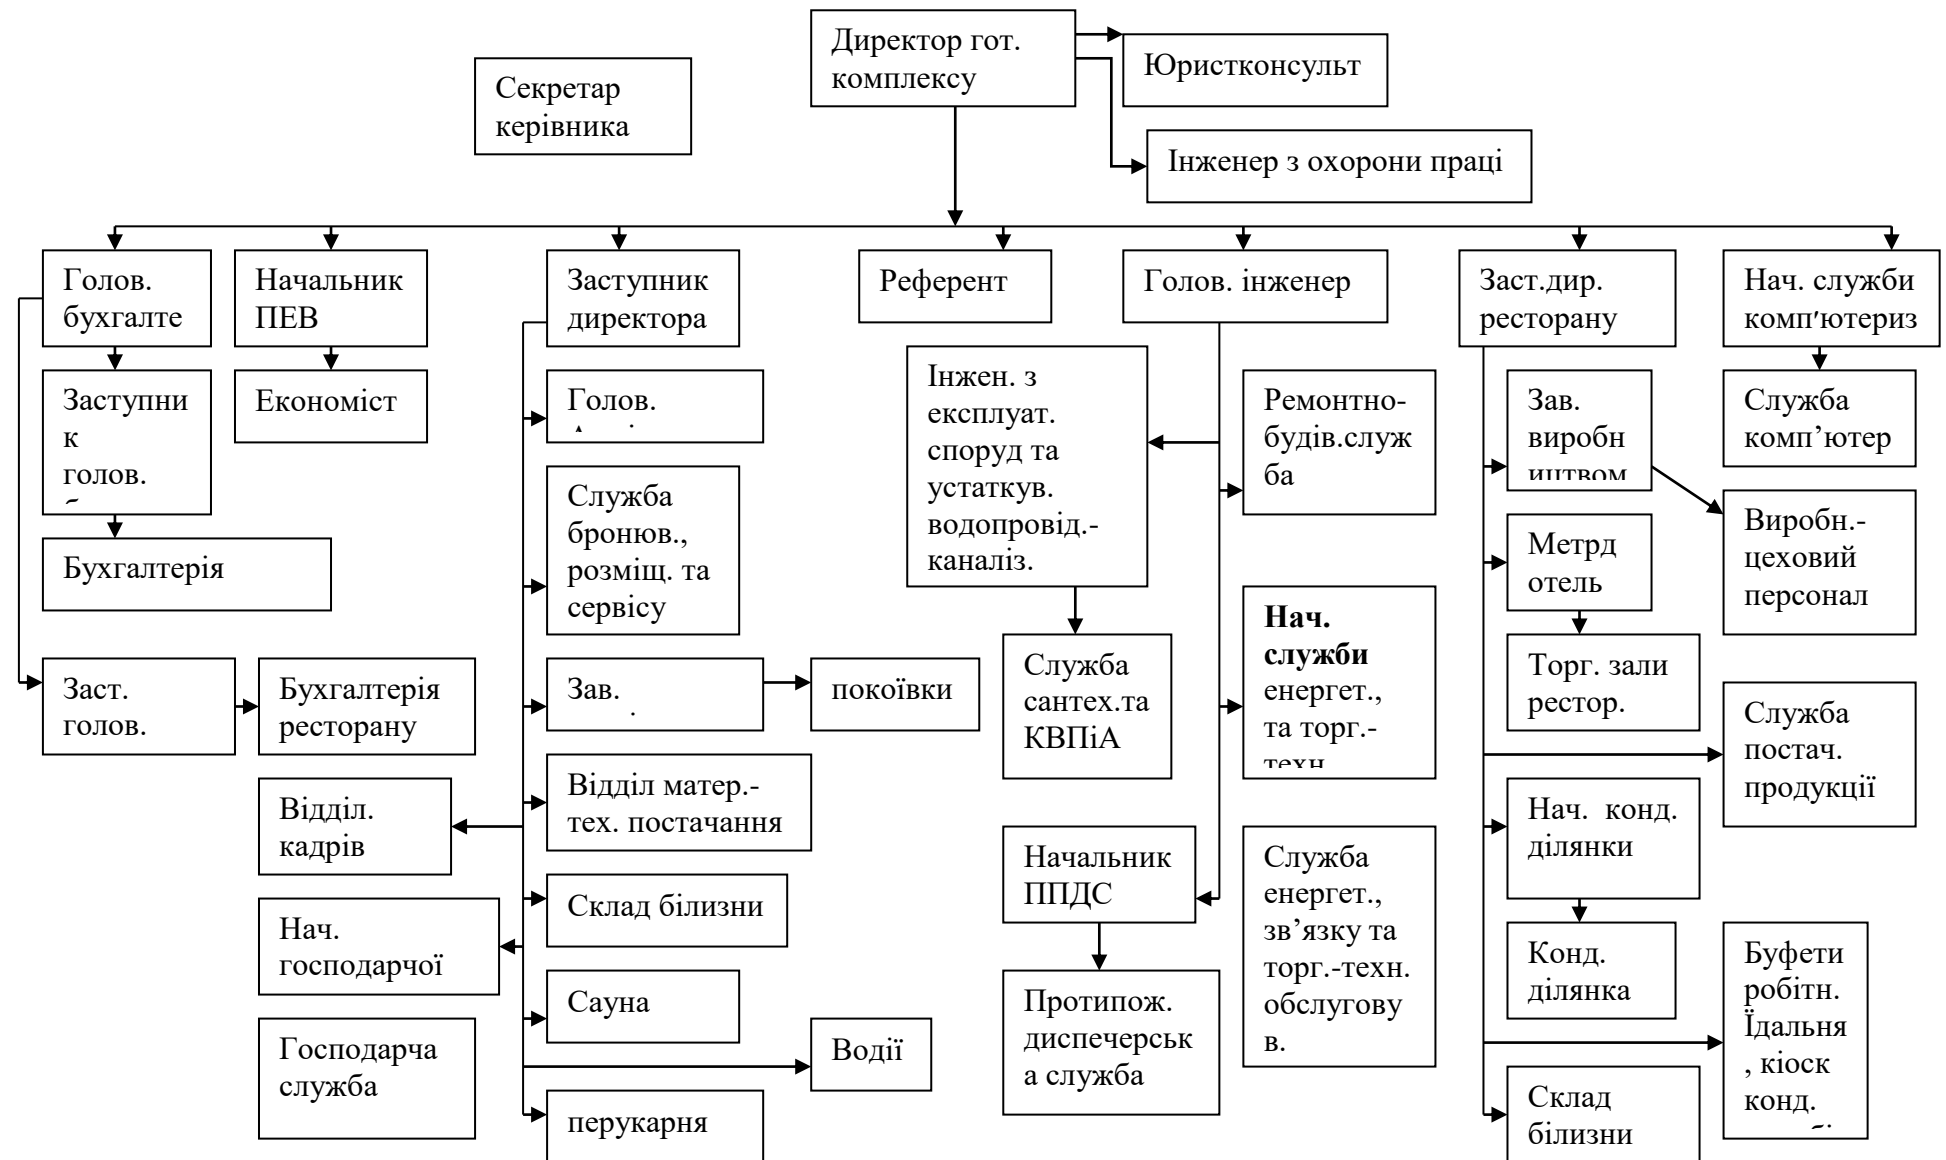 Директор гот.
комплексу
Юристконсульт
Секретар
керівника
Інженер з охорони праці
Голов.
бухгалте
Начальник
ПЕВ
Заступник
директора
Референт
Голов. інженер
Заст.дир.
ресторану
Нач. служби
комп'ютериз
Заступни
к
голов.
Економіст
Голов.
Інжен. з
експлуат.
споруд та
устаткув.
водопровід.-
каналіз.
Ремонтно-
будів.служ
ба
Зав.
виробн
ицтвом
Служба
комп’ютер
Служба
бронюв.,
розміщ. та
сервісу
Метрд
отель
Виробн.-
цеховий
персонал
Бухгалтерія
Нач.
служби
енергет.,
та торг.-
техн
Служба
сантех.та
КВПіА
Торг. зали
рестор.
Заст.
голов.
Бухгалтерія
ресторану
Зав.
покоївки
Служба
постач.
продукції
Відділ.
кадрів
Відділ матер.-
тех. постачання
Нач. конд.
ділянки
Начальник
ППДС
Служба
енергет.,
зв’язку та
торг.-техн.
обслугову
в.
Склад білизни
Нач.
господарчої
Конд.
ділянка
Буфети
робітн.
Їдальня
, кіоск
конд.
Сауна
Протипож.
диспечерськ
а служба
Господарча
служба
Водії
перукарня
Склад
білизни